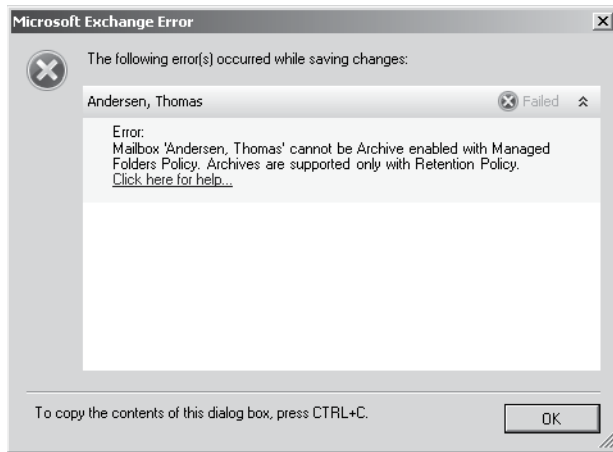 Microsoft Exchange Error
The following error(s) occurred while saving changes:
Andersen, Thomas
Failed
Error:
Mailbox 'Andersen, Thomas' cannot be Archive enabled with Managed
Folders Policy. Archives are supported only with Retention Policy.
Click here for help...
To copy the contents of this dialog box, press CTRL+C.
OK